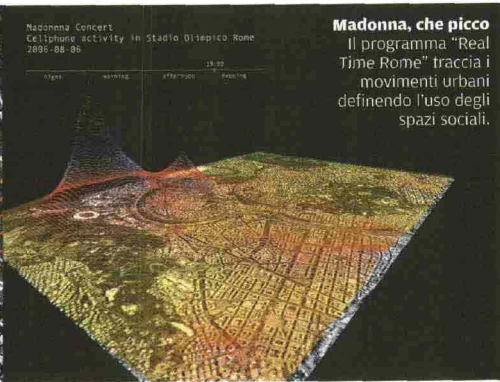 Madonna Concert
Cellphone activity in Stadio Olimpico Rome
2006-08-06
19:00
night morning afternoon evening
Madonna, che picco
Il programma “Real
Time Rome” traccia i
movimenti urbani
definendo l'uso degli
spazi sociali.